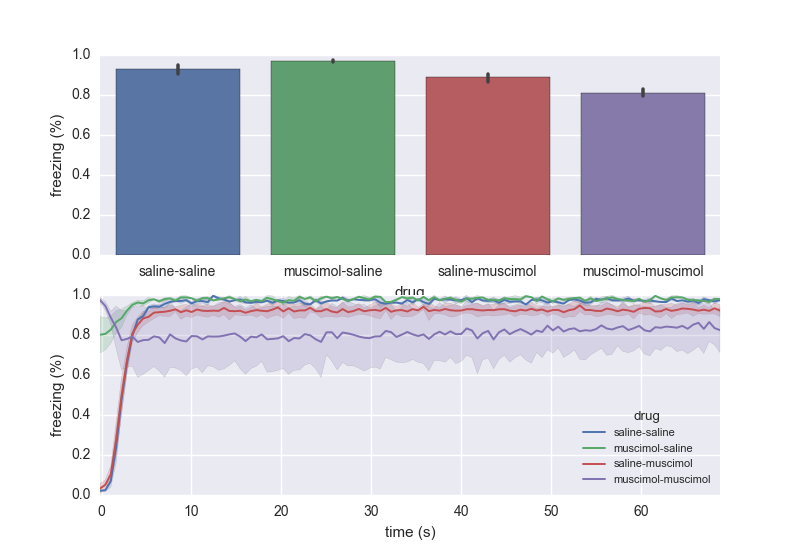 1.0
0.8
0.6
0.4
0.2
0.0
freezing (%)
saline-saline muscimol-saline saline-muscimol muscimol-muscimol
drug
1.0
0.8
0.6
0.4
0.2
0.0
freezing (%)
drug
saline-saline
muscimol-saline
saline-muscimol
muscimol-muscimol
0 10 20 30 40 50 60
time (s)